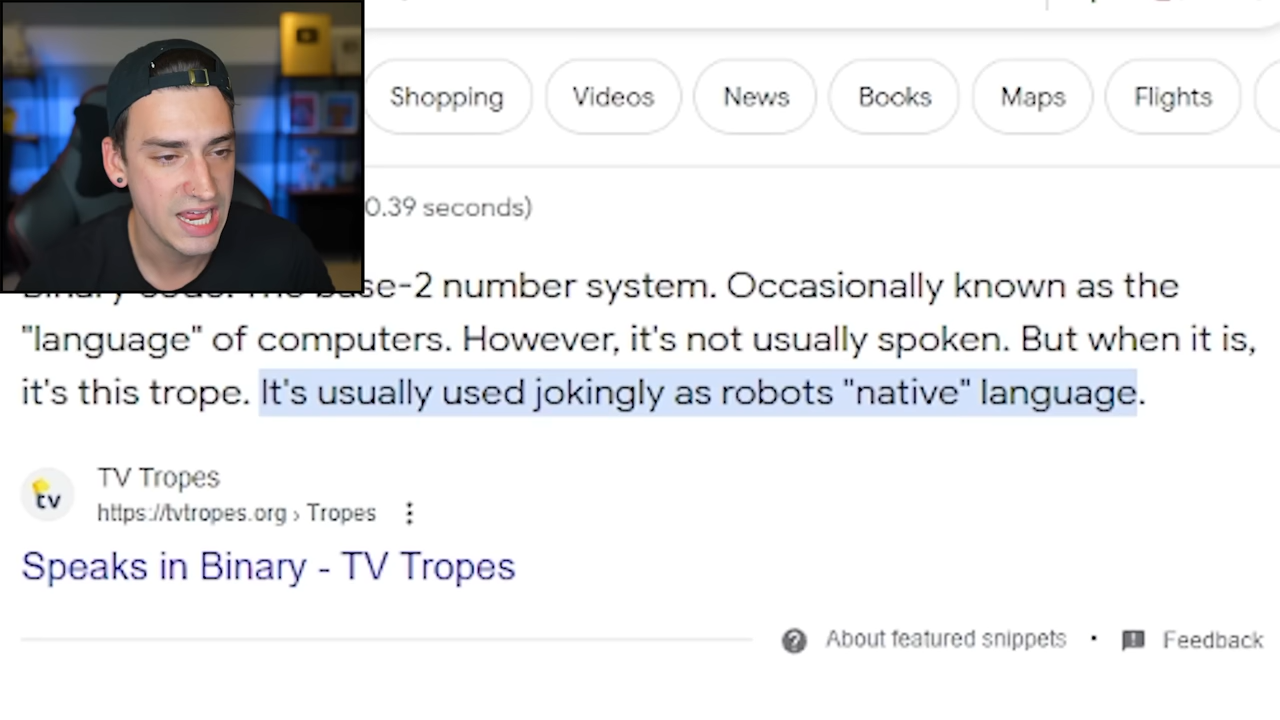 Shopping
Videos
News
Books
Maps
Flights
0.39 seconds)
base-2 number system. Occasionally known as the
"language" of computers. However, it's not usually spoken. But when it is,
it's this trope. It's usually used jokingly as robots "native" language.
tv
TV Tropes
https://tvtropes.org › Tropes
Speaks in Binary - TV Tropes
About featured snippets • Feedback